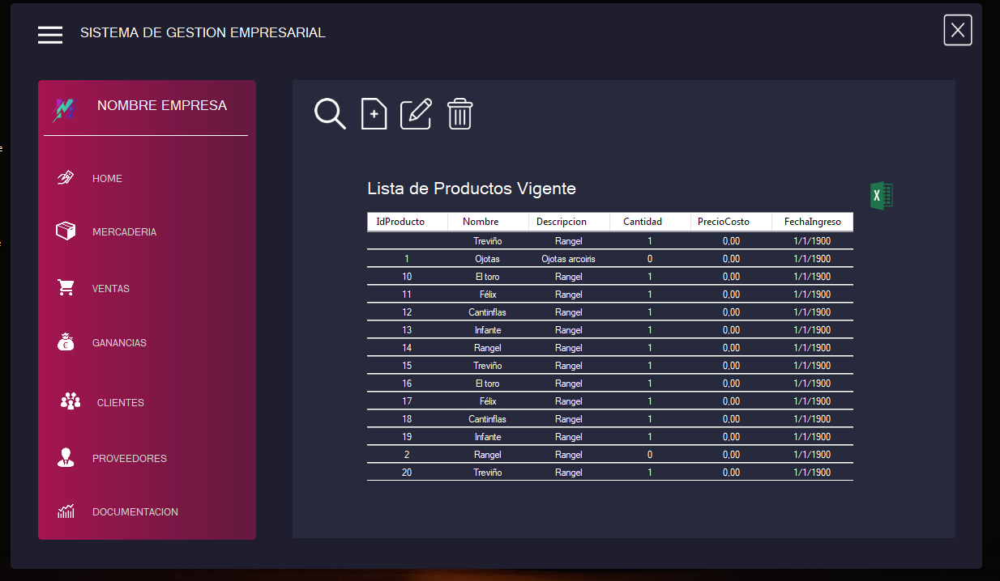 SISTEMA DE GESTION EMPRESARIAL
NOMBRE EMPRESA
HOME
MERCADERIA
VENTAS
GANANCIAS
CLIENTES
PROVEEDORES
DOCUMENTACION
Lista de Productos Vigente
IdProducto Nombre Descripcion Cantidad PrecioCosto FechaIngreso
Treviño Rangel 1 0,00 1/1/1900
1 Ojotas Ojotas arcoiris 0 0,00 1/1/1900
10 El toro Rangel 1 0,00 1/1/1900
11 Félix Rangel 1 0,00 1/1/1900
12 Cantinflas Rangel 1 0,00 1/1/1900
13 Infante Rangel 1 0,00 1/1/1900
14 Rangel Rangel 1 0,00 1/1/1900
15 Treviño Rangel 1 0,00 1/1/1900
16 El toro Rangel 1 0,00 1/1/1900
17 Félix Rangel 1 0,00 1/1/1900
18 Cantinflas Rangel 1 0,00 1/1/1900
19 Infante Rangel 1 0,00 1/1/1900
2 Rangel Rangel 0 0,00 1/1/1900
20 Treviño Rangel 1 0,00 1/1/1900